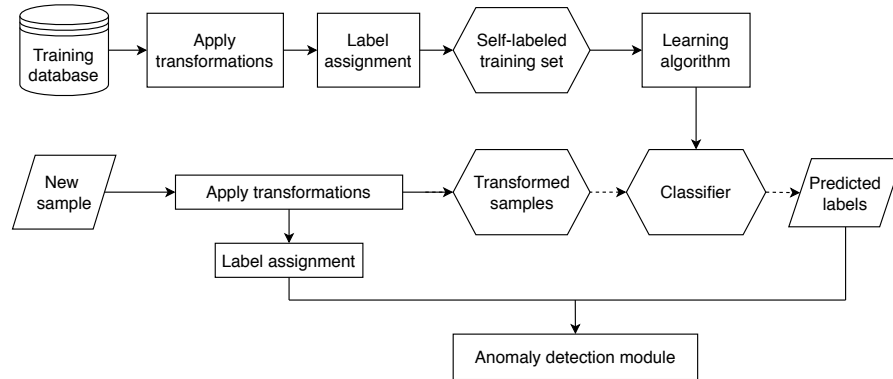 Training
database
Apply
transformations
Label
assignment
Self-labeled
training set
Learning
algorithm
New
sample
Apply transformations
Transformed
samples
Classifier
Predicted
labels
Label assignment
Anomaly detection module